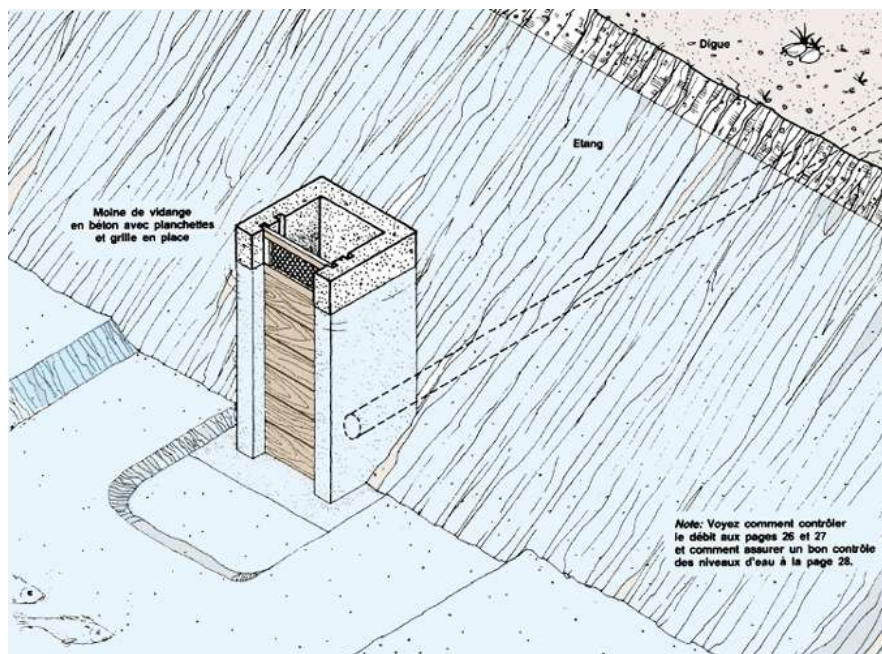 Digue
Etang
Moine de vidange
en béton avec planchettes
et grille en place
Note: Voyez comment contrôler
le débit aux pages 26 et 27
et comment assurer un bon contrôle
des niveaux d'eau à la page 28.